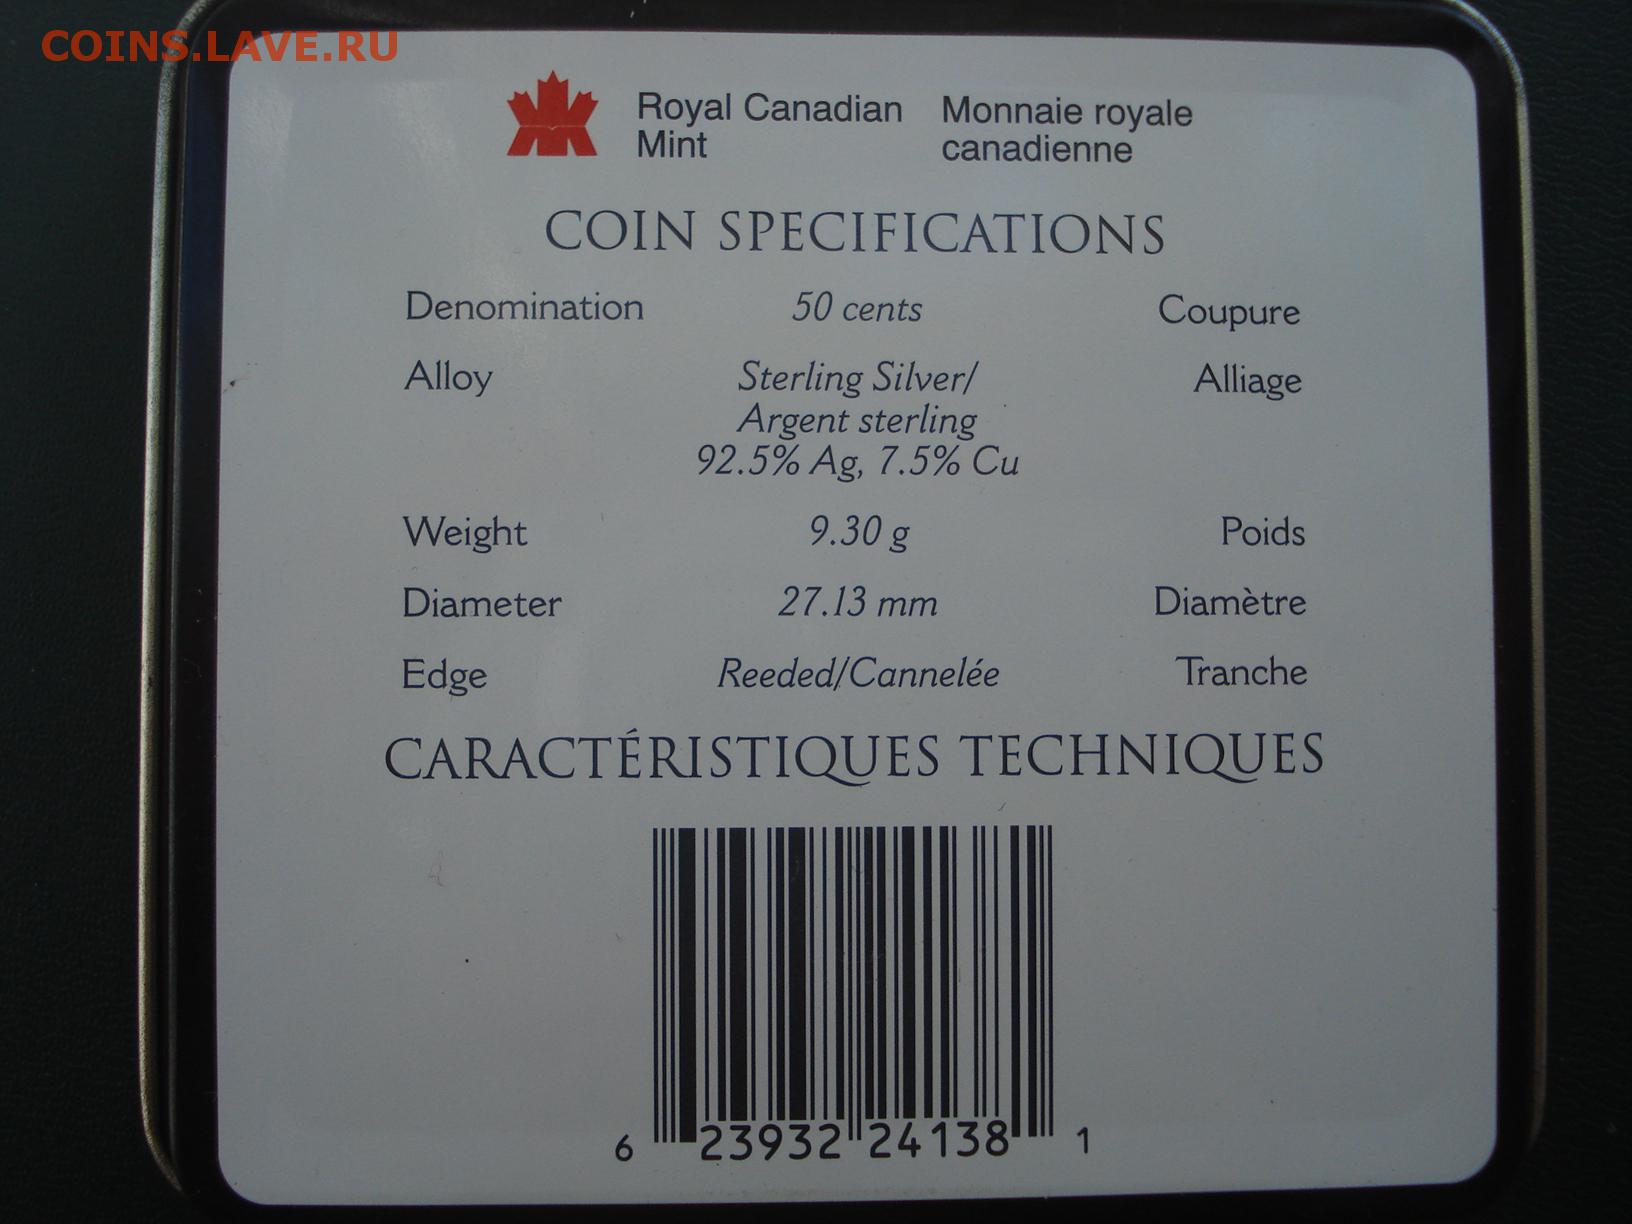 COINS.LAVE.RU
Royal Canadian Mint
Monnaie royale canadienne
COIN SPECIFICATIONS
Denomination 50 cents Coupure
Alloy Sterling Silver/ Alliage
Argent sterling
92.5% Ag, 7.5% Cu
Weight 9.30 g Poids
Diameter 27.13 mm Diamètre
Edge Reeded/Cannelée Tranche
CARACTÉRISTIQUES TECHNIQUES
6 23932 24138 1